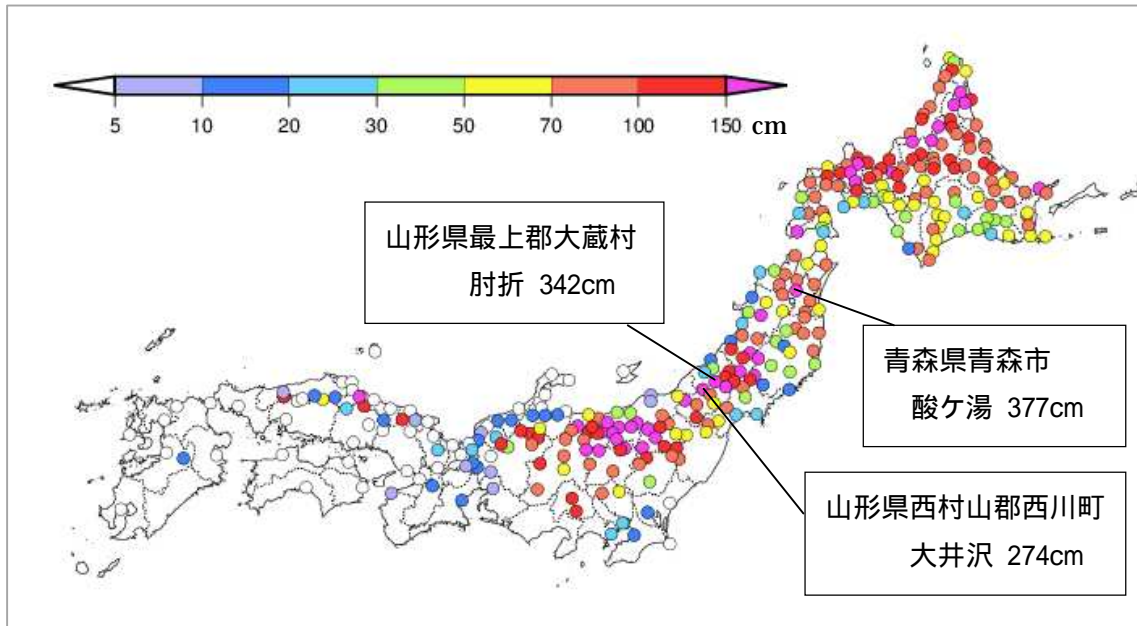 5 10 20 30 50 70 100 150 cm
山形県最上郡大蔵村
肘折 342cm
青森県青森市
酸ケ湯 377cm
山形県西村山郡西川町
大井沢 274cm